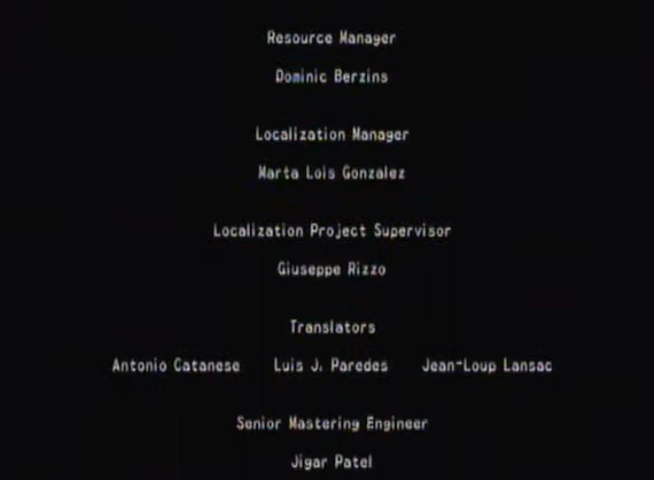 Resource Manager
Dominic Berzins
Localization Manager
Marta Lois Gonzalez
Localization Project Supervisor
Giuseppe Rizzo
Translators
Antonio Catanese Luis J. Paredes Jean-Loup Lansac
Senior Mastering Engineer
Jigar Patel